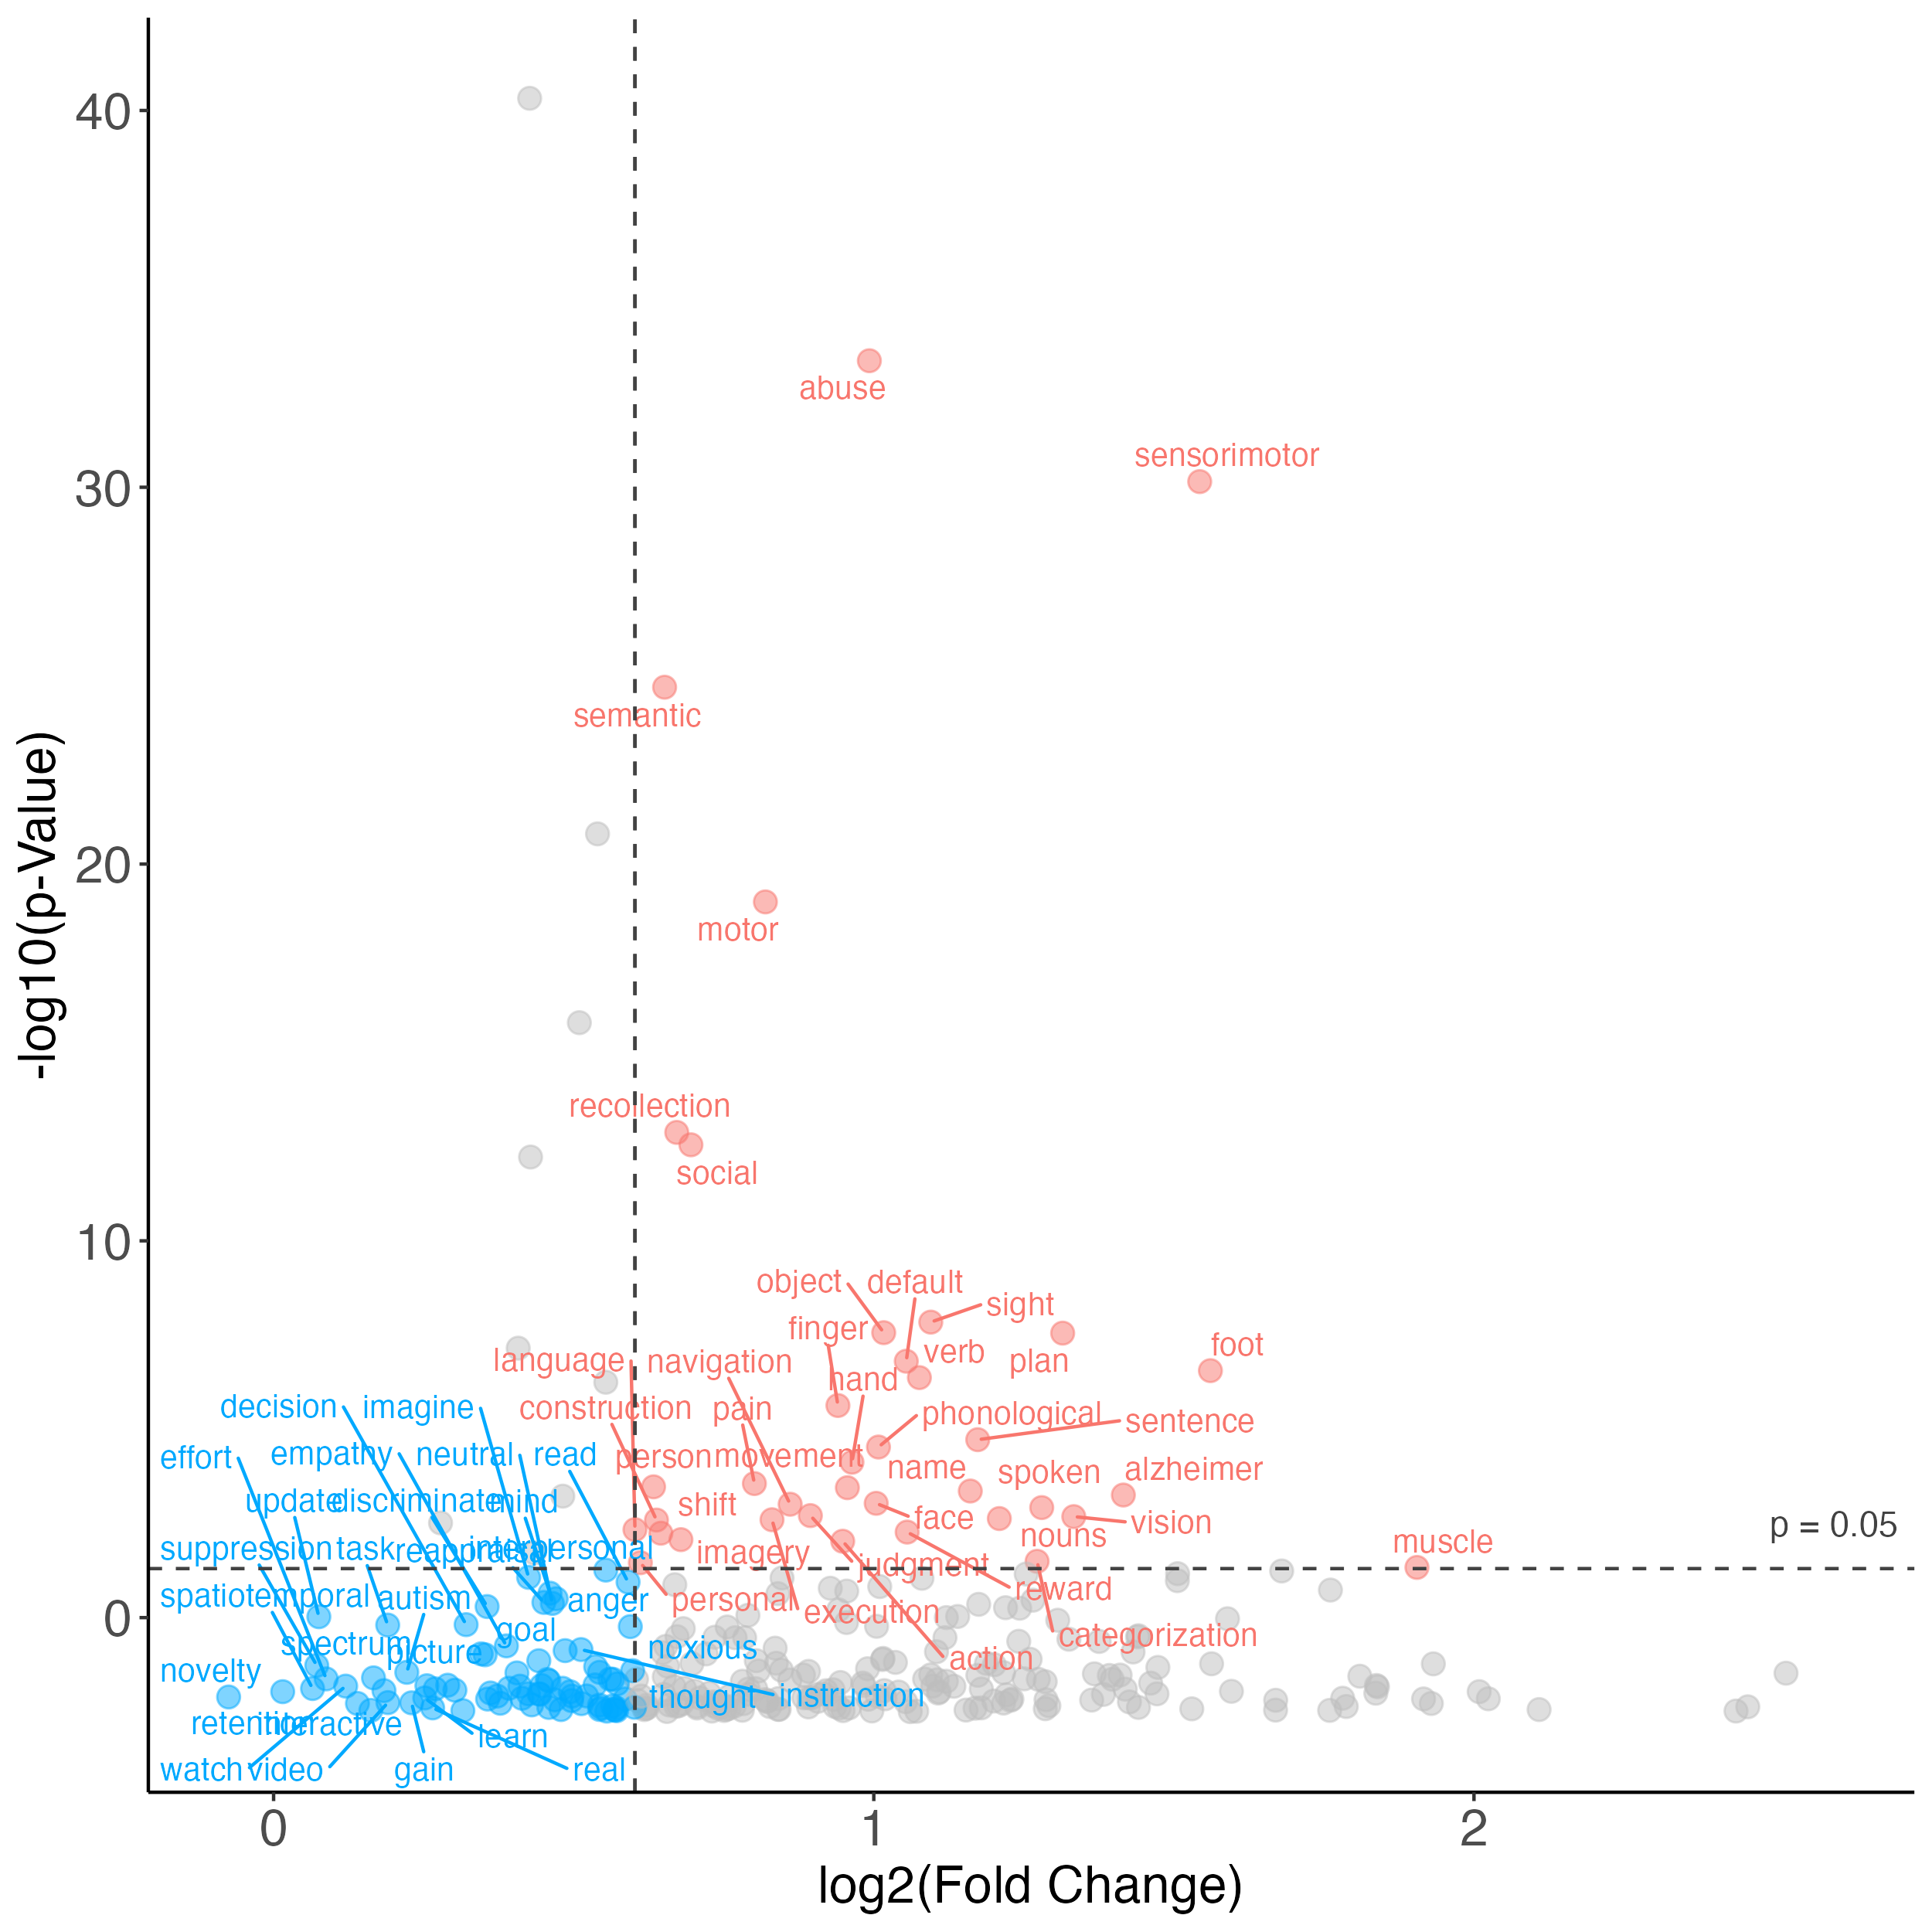 40
abuse
sensorimotor
30
semantic
20
motor
-log10(p-Value)
recollection
social
10
object
default
sight
finger
verb
language
navigation
plan
foot
hand
decision
imagine
construction
pain
phonological
sentence
effort
empathy
neutral
read
person
movement
name
spoken
alzheimer
update
discriminate
mind
shift
face
vision
p = 0.05
nouns
suppression
task
reappraisal
interpersonal
imagery
judgment
muscle
spatiotemporal
autism
anger
personal
execution
reward
0
goal
spectrum
picture
noxious
action
categorization
novelty
thought
instruction
retention
interactive
learn
watch
video
gain
real
0
1
2
log2(Fold Change)